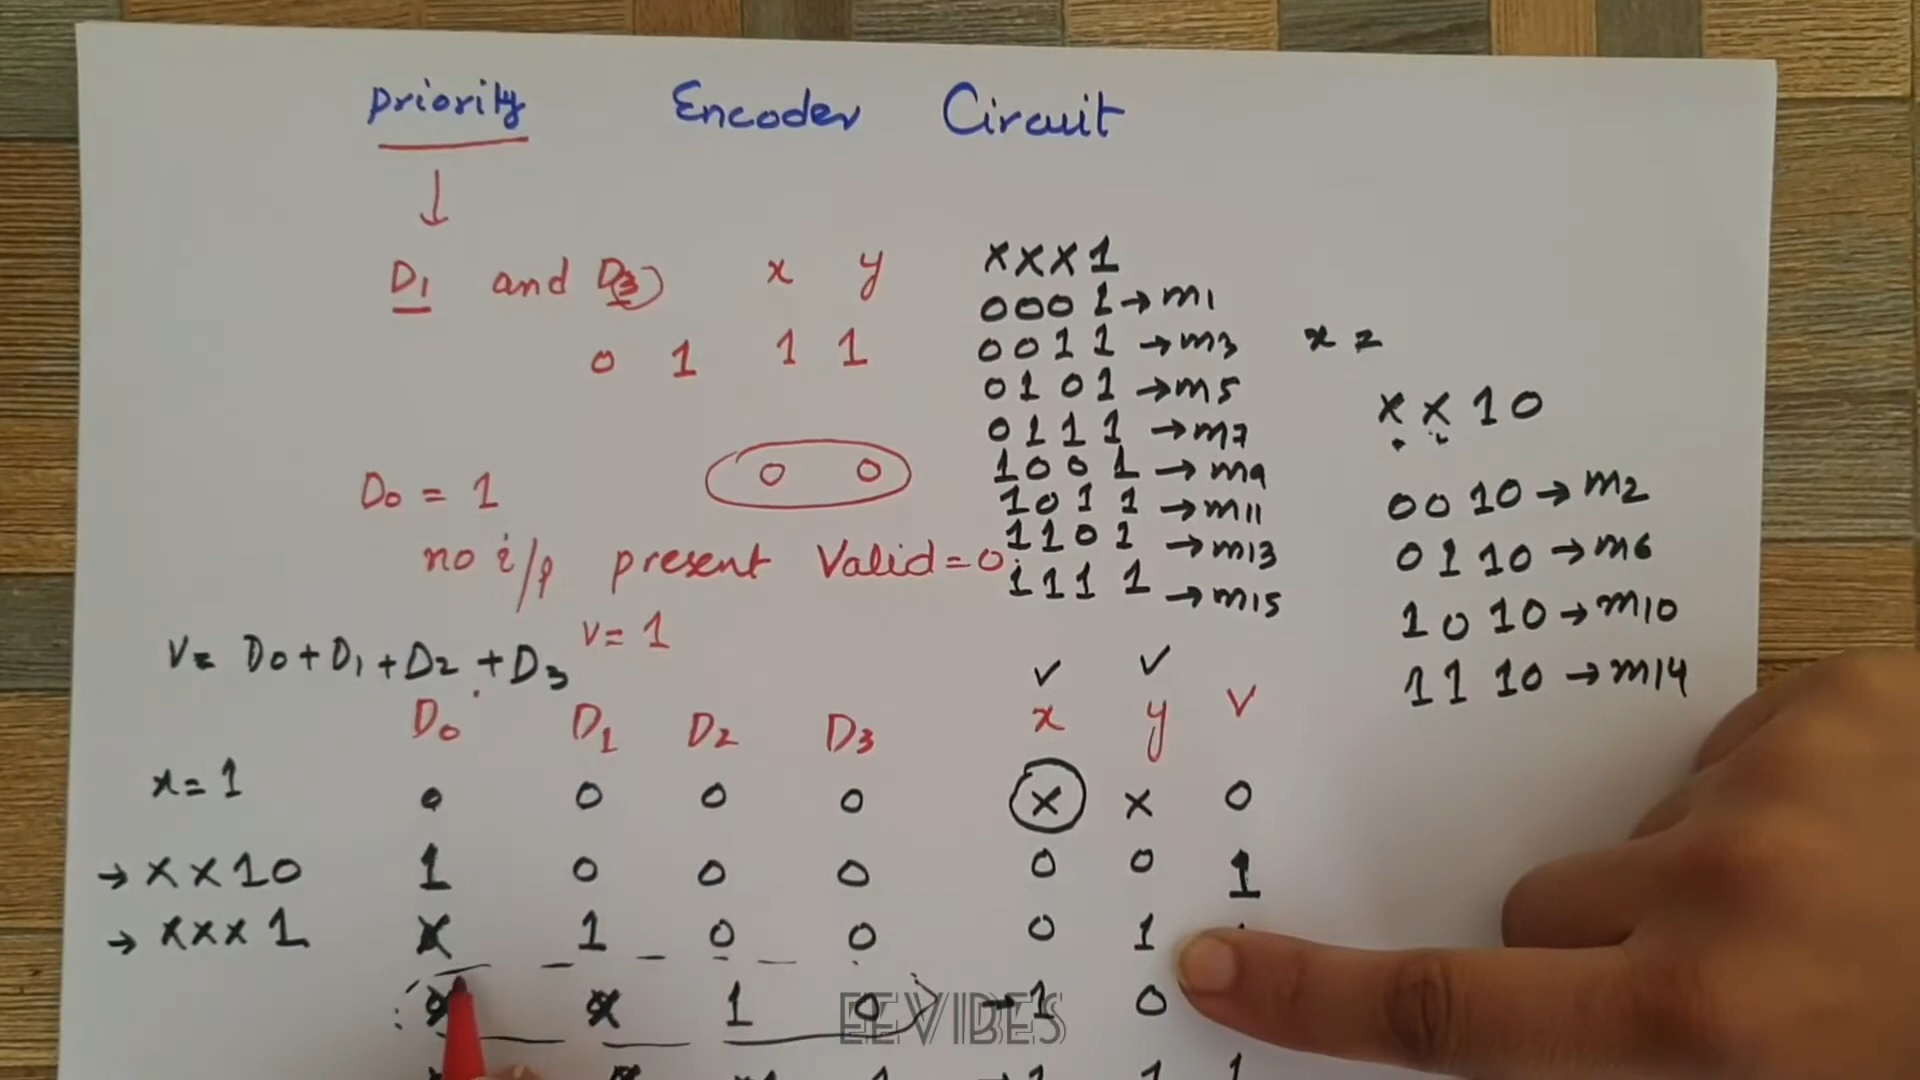 Priority Encoder Circuit
↓
D1 and D3 x y
0 1 1 1
D0 = 1 0 0
no i/p present Valid=0
V= 1
V= D0+D1+D2+D3
xxx1
0001→m1
0011→m3
0101→m5
0111→m7
1001→m9
1011→m11
1101→m13
1111→m15
x =
xx10
0010→m2
0110→m6
1010→m10
1110→m14
✓ ✓
D0 D1 D2 D3 x y V
x=1 0 0 0 0 x x 0
→xx10 1 0 0 0 0 0 1
→xxx1 x 1 0 0 0 1
x x 1 0 →1 0
→1 1 1
EEVIBES